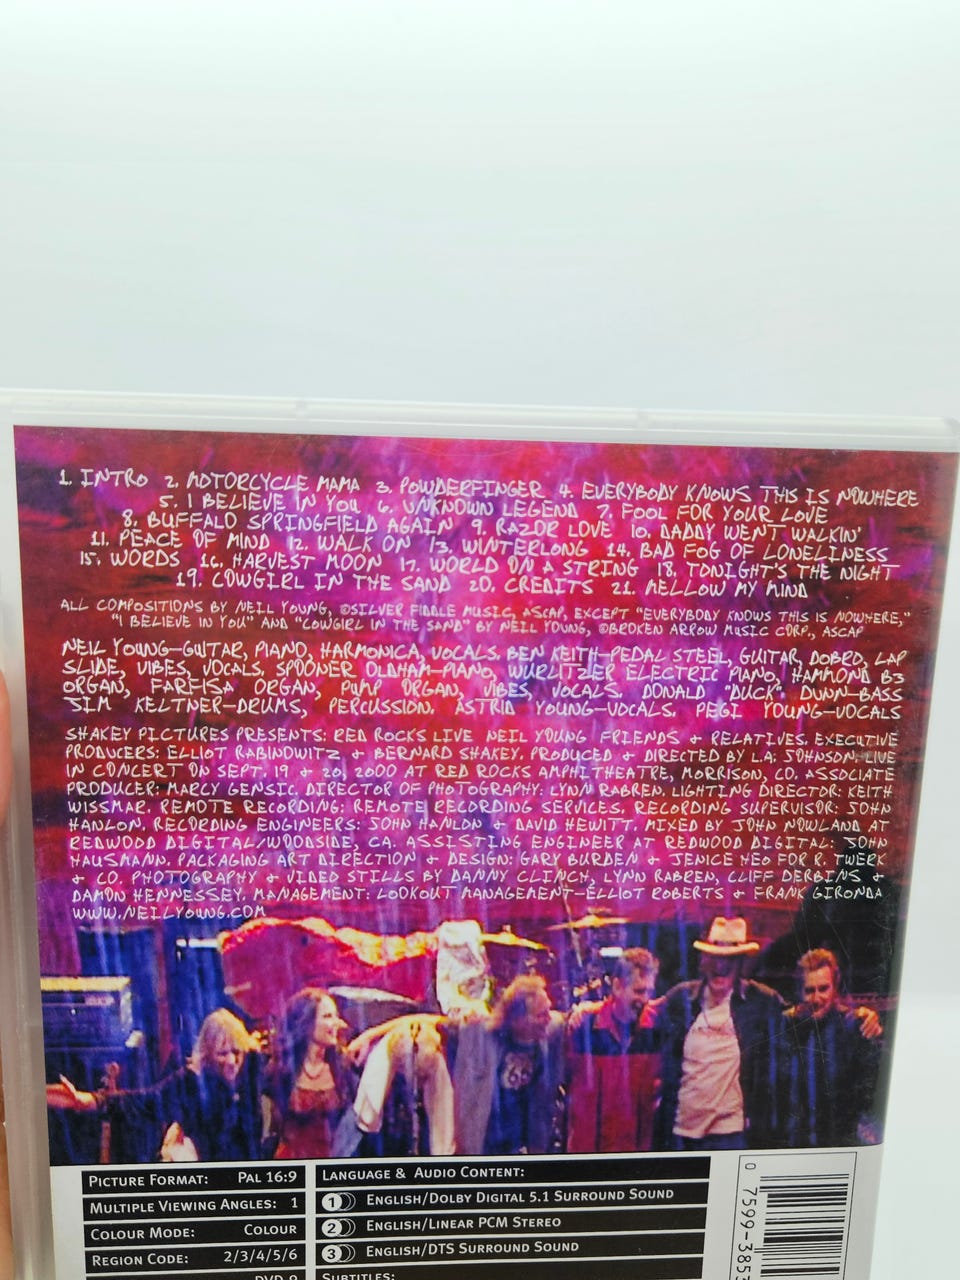 1. INTRO 2. MOTORCYCLE MAMA 3. POWDERFINGER 4. EVERYBODY KNOWS THIS IS NOWHERE
5. I BELIEVE IN YOU 6. UNKNOWN LEGEND 7. FOOL FOR YOUR LOVE
8. BUFFALO SPRINGFIELD AGAIN 9. RAZOR LOVE 10. DADDY WENT WALKIN'
11. PEACE OF MIND 12. WALK ON 13. WINTERLONG 14. BAD FOG OF LONELINESS
15. WORDS 16. HARVEST MOON 17. WORLD ON A STRING 18. TONIGHT'S THE NIGHT
19. COWGIRL IN THE SAND 20. CREDITS 21. MELLOW MY MIND
ALL COMPOSITIONS BY NEIL YOUNG, ©SILVER FIDDLE MUSIC, ASCAP, EXCEPT "EVERYBODY KNOWS THIS IS NOWHERE,"
"I BELIEVE IN YOU" AND "COWGIRL IN THE SAND" BY NEIL YOUNG, ©BROKEN ARROW MUSIC CORP., ASCAP
NEIL YOUNG-GUITAR, PIANO, HARMONICA, VOCALS. BEN KEITH-PEDAL STEEL, GUITAR, DOBRO, LAP
SLIDE, VIBES, VOCALS. SPOONER OLDHAM-PIANO, WURLITZER ELECTRIC PIANO, HAMMOND B3
ORGAN, FARFISA ORGAN, PUMP ORGAN, VIBES, VOCALS. DONALD "DUCK" DUNN-BASS
JIM KELTNER-DRUMS, PERCUSSION. ASTRID YOUNG-VOCALS. PEGI YOUNG-VOCALS
SHAKEY PICTURES PRESENTS: RED ROCKS LIVE NEIL YOUNG FRIENDS + RELATIVES. EXECUTIVE
PRODUCERS: ELLIOT RABINOWITZ & BERNARD SHAKEY. PRODUCED + DIRECTED BY L.A. JOHNSON. LIVE
IN CONCERT ON SEPT. 19 & 20, 2000 AT RED ROCKS AMPHITHEATRE, MORRISON, CO. ASSOCIATE
PRODUCER: MARCY GENSIC. DIRECTOR OF PHOTOGRAPHY: LYNN RABREN. LIGHTING DIRECTOR: KEITH
WISSMAR. REMOTE RECORDING: REMOTE RECORDING SERVICES. RECORDING SUPERVISOR: JOHN
HANLON. RECORDING ENGINEERS: JOHN HANLON & DAVID HEWITT. MIXED BY JOHN NOWLAND AT
REDWOOD DIGITAL/WOODSIDE, CA. ASSISTING ENGINEER AT REDWOOD DIGITAL: JOHN
HAUSMANN. PACKAGING ART DIRECTION & DESIGN: GARY BURDEN & JENICE HEO FOR R. TWERK
& CO. PHOTOGRAPHY & VIDEO STILLS BY DANNY CLINCH, LYNN RABREN, CLIFF DERBINS &
DAMON HENNESSEY. MANAGEMENT: LOOKOUT MANAGEMENT-ELLIOT ROBERTS & FRANK GIRONDA
WWW.NEILYOUNG.COM
66
PICTURE FORMAT: PAL 16:9
MULTIPLE VIEWING ANGLES: 1
COLOUR MODE: COLOUR
REGION CODE: 2/3/4/5/6
DVD-9
LANGUAGE & AUDIO CONTENT:
1 ENGLISH/DOLBY DIGITAL 5.1 SURROUND SOUND
2 ENGLISH/LINEAR PCM STEREO
3 ENGLISH/DTS SURROUND SOUND
SUBTITLES:
0 7599-3853